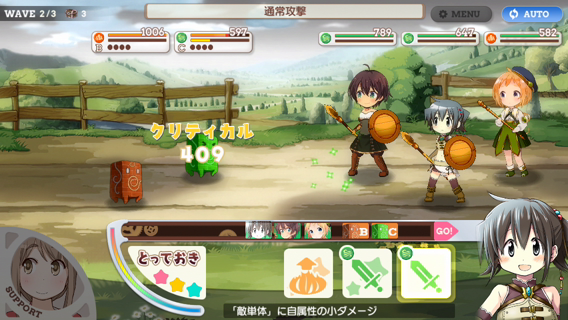 WAVE 2/3 3
通常攻撃
MENU
AUTO
1006
B
597
C
789
647
582
クリティカル
409
B
C
GO!
とっておき
SUPPORT
「敵単体」に自属性の小ダメージ